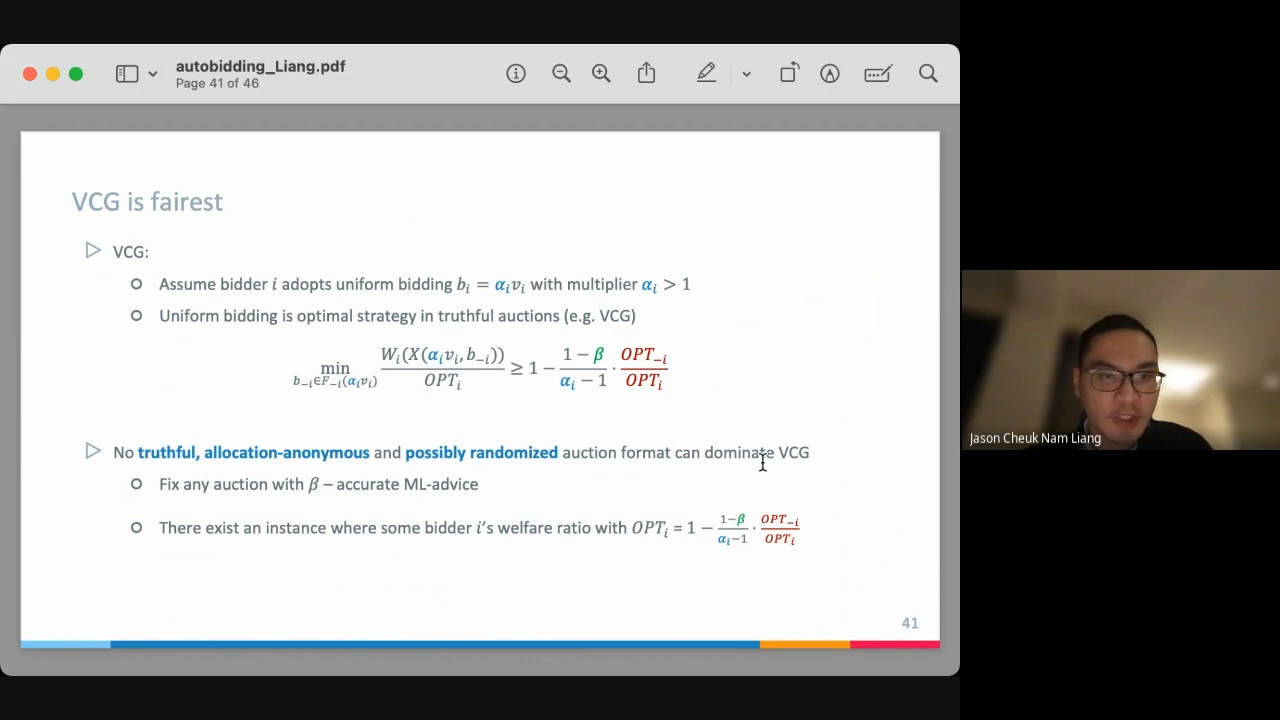 autobidding_Liang.pdf
Page 41 of 46
VCG is fairest
VCG:
Assume bidder i adopts uniform bidding b_i = α_i v_i with multiplier α_i > 1
Uniform bidding is optimal strategy in truthful auctions (e.g. VCG)
min_{b_{-i}∈F_{-i}(α_i v_i)} W_i(X(α_i v_i, b_{-i}))/OPT_i ≥ 1 − (1 − β)/(α_i − 1) · OPT_{-i}/OPT_i
No truthful, allocation-anonymous and possibly randomized auction format can dominate VCG
Fix any auction with β – accurate ML-advice
There exist an instance where some bidder i's welfare ratio with OPT_i = 1 − (1−β)/(α_i−1) · OPT_{-i}/OPT_i
41
Jason Cheuk Nam Liang